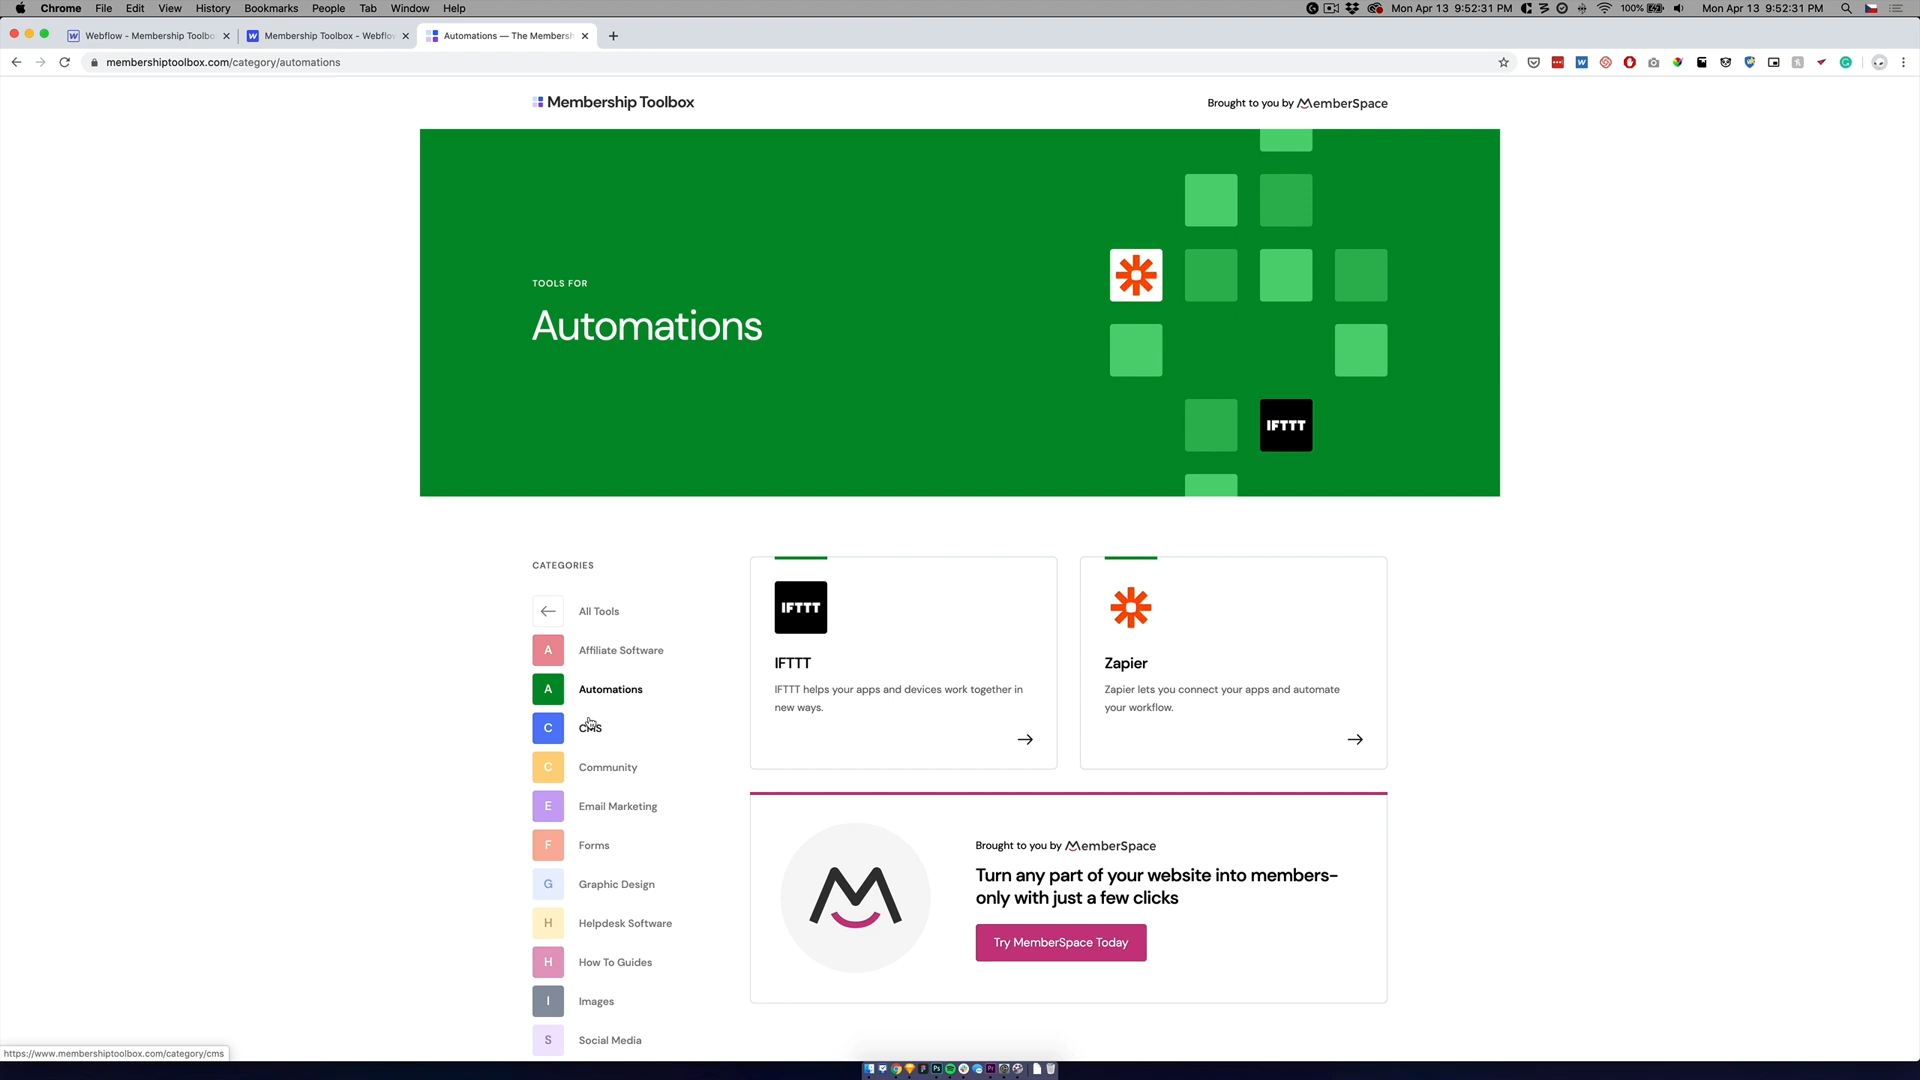 Chrome File Edit View History Bookmarks People Tab Window Help
Mon Apr 13 9:52:31 PM 100% Mon Apr 13 9:52:31 PM
Webflow - Membership Toolbo
Membership Toolbox - Webflow
Automations — The Membersh
membershiptoolbox.com/category/automations
Membership Toolbox
Brought to you by MemberSpace
TOOLS FOR
Automations
IFTTT
CATEGORIES
All Tools
A Affiliate Software
A Automations
C CMS
C Community
E Email Marketing
F Forms
G Graphic Design
H Helpdesk Software
H How To Guides
I Images
S Social Media
IFTTT
IFTTT
IFTTT helps your apps and devices work together in
new ways.
Zapier
Zapier lets you connect your apps and automate
your workflow.
Brought to you by MemberSpace
Turn any part of your website into members-
only with just a few clicks
Try MemberSpace Today
https://www.membershiptoolbox.com/category/cms